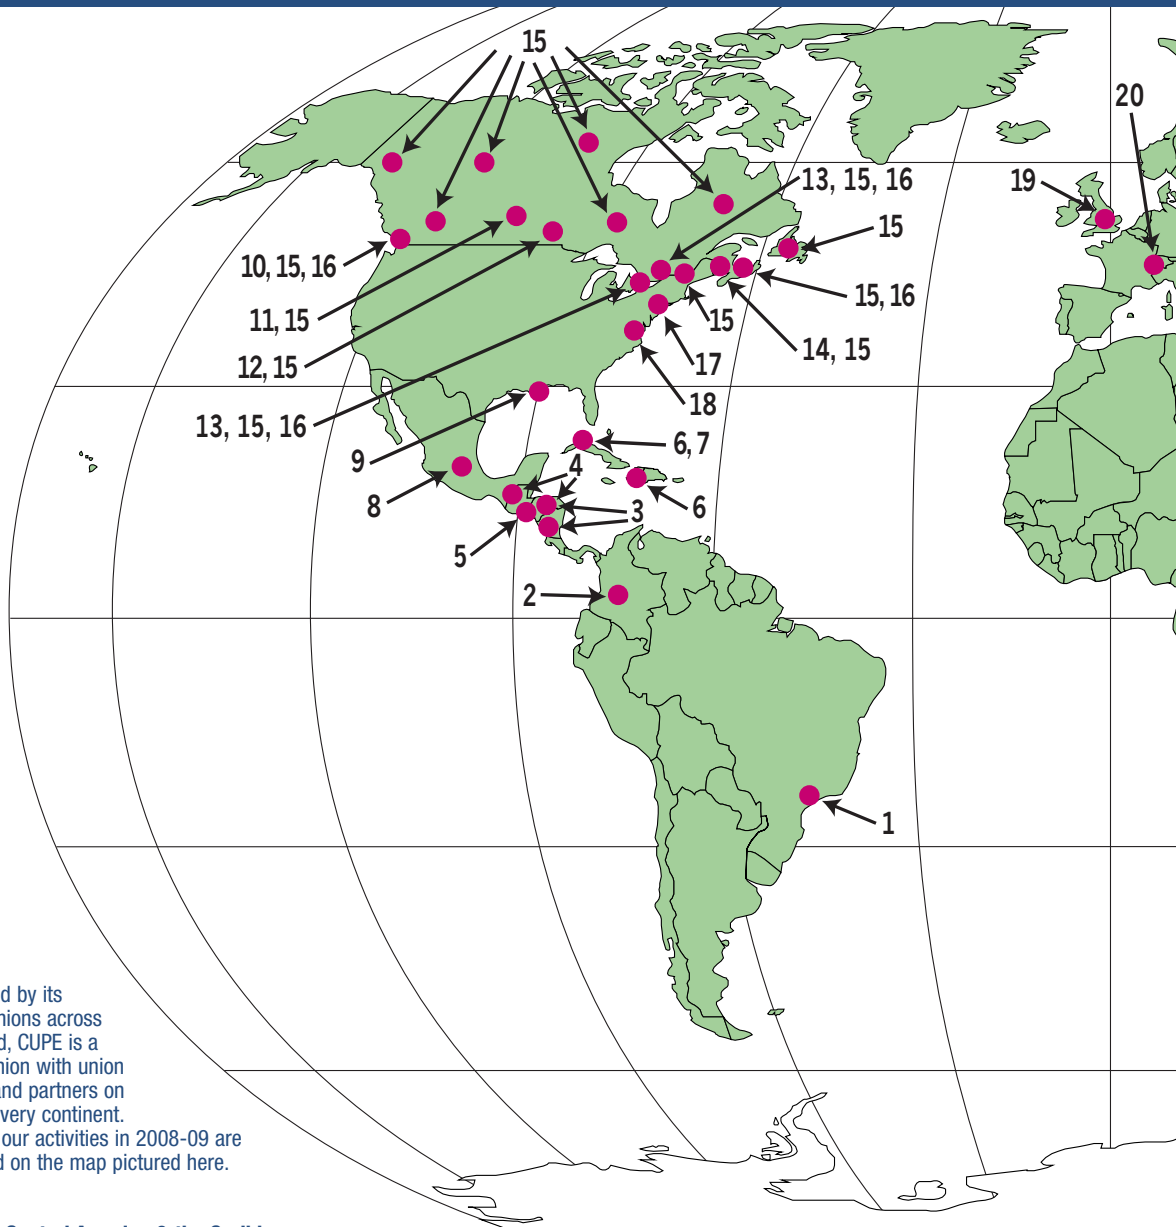 15
20
13, 15, 16
19
15
10, 15, 16
15, 16
11, 15
15
14, 15
12, 15
17
18
13, 15, 16
6, 7
9
4
8
6
3
5
2
1
d by its
nions across
d, CUPE is a
nion with union
and partners on
very continent.
our activities in 2008-09 are
d on the map pictured here.